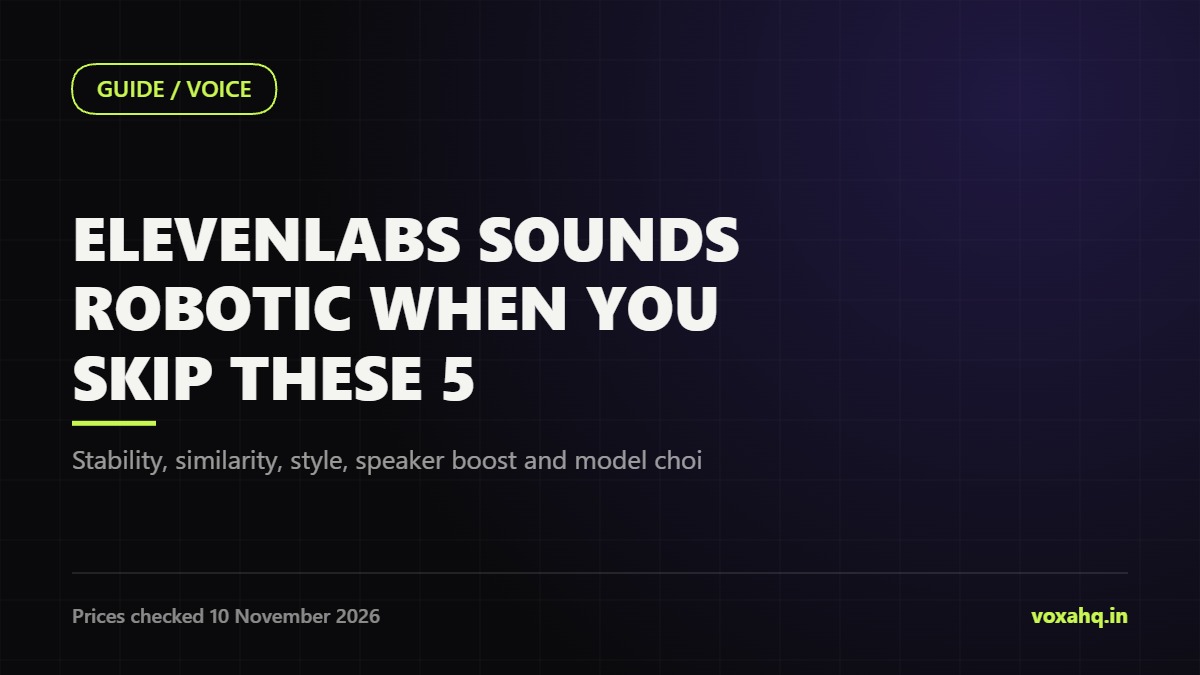 GUIDE / VOICE
ELEVENLABS SOUNDS
ROBOTIC WHEN YOU
SKIP THESE 5
Stability, similarity, style, speaker boost and model choi
Prices checked 10 November 2026
voxahq.in